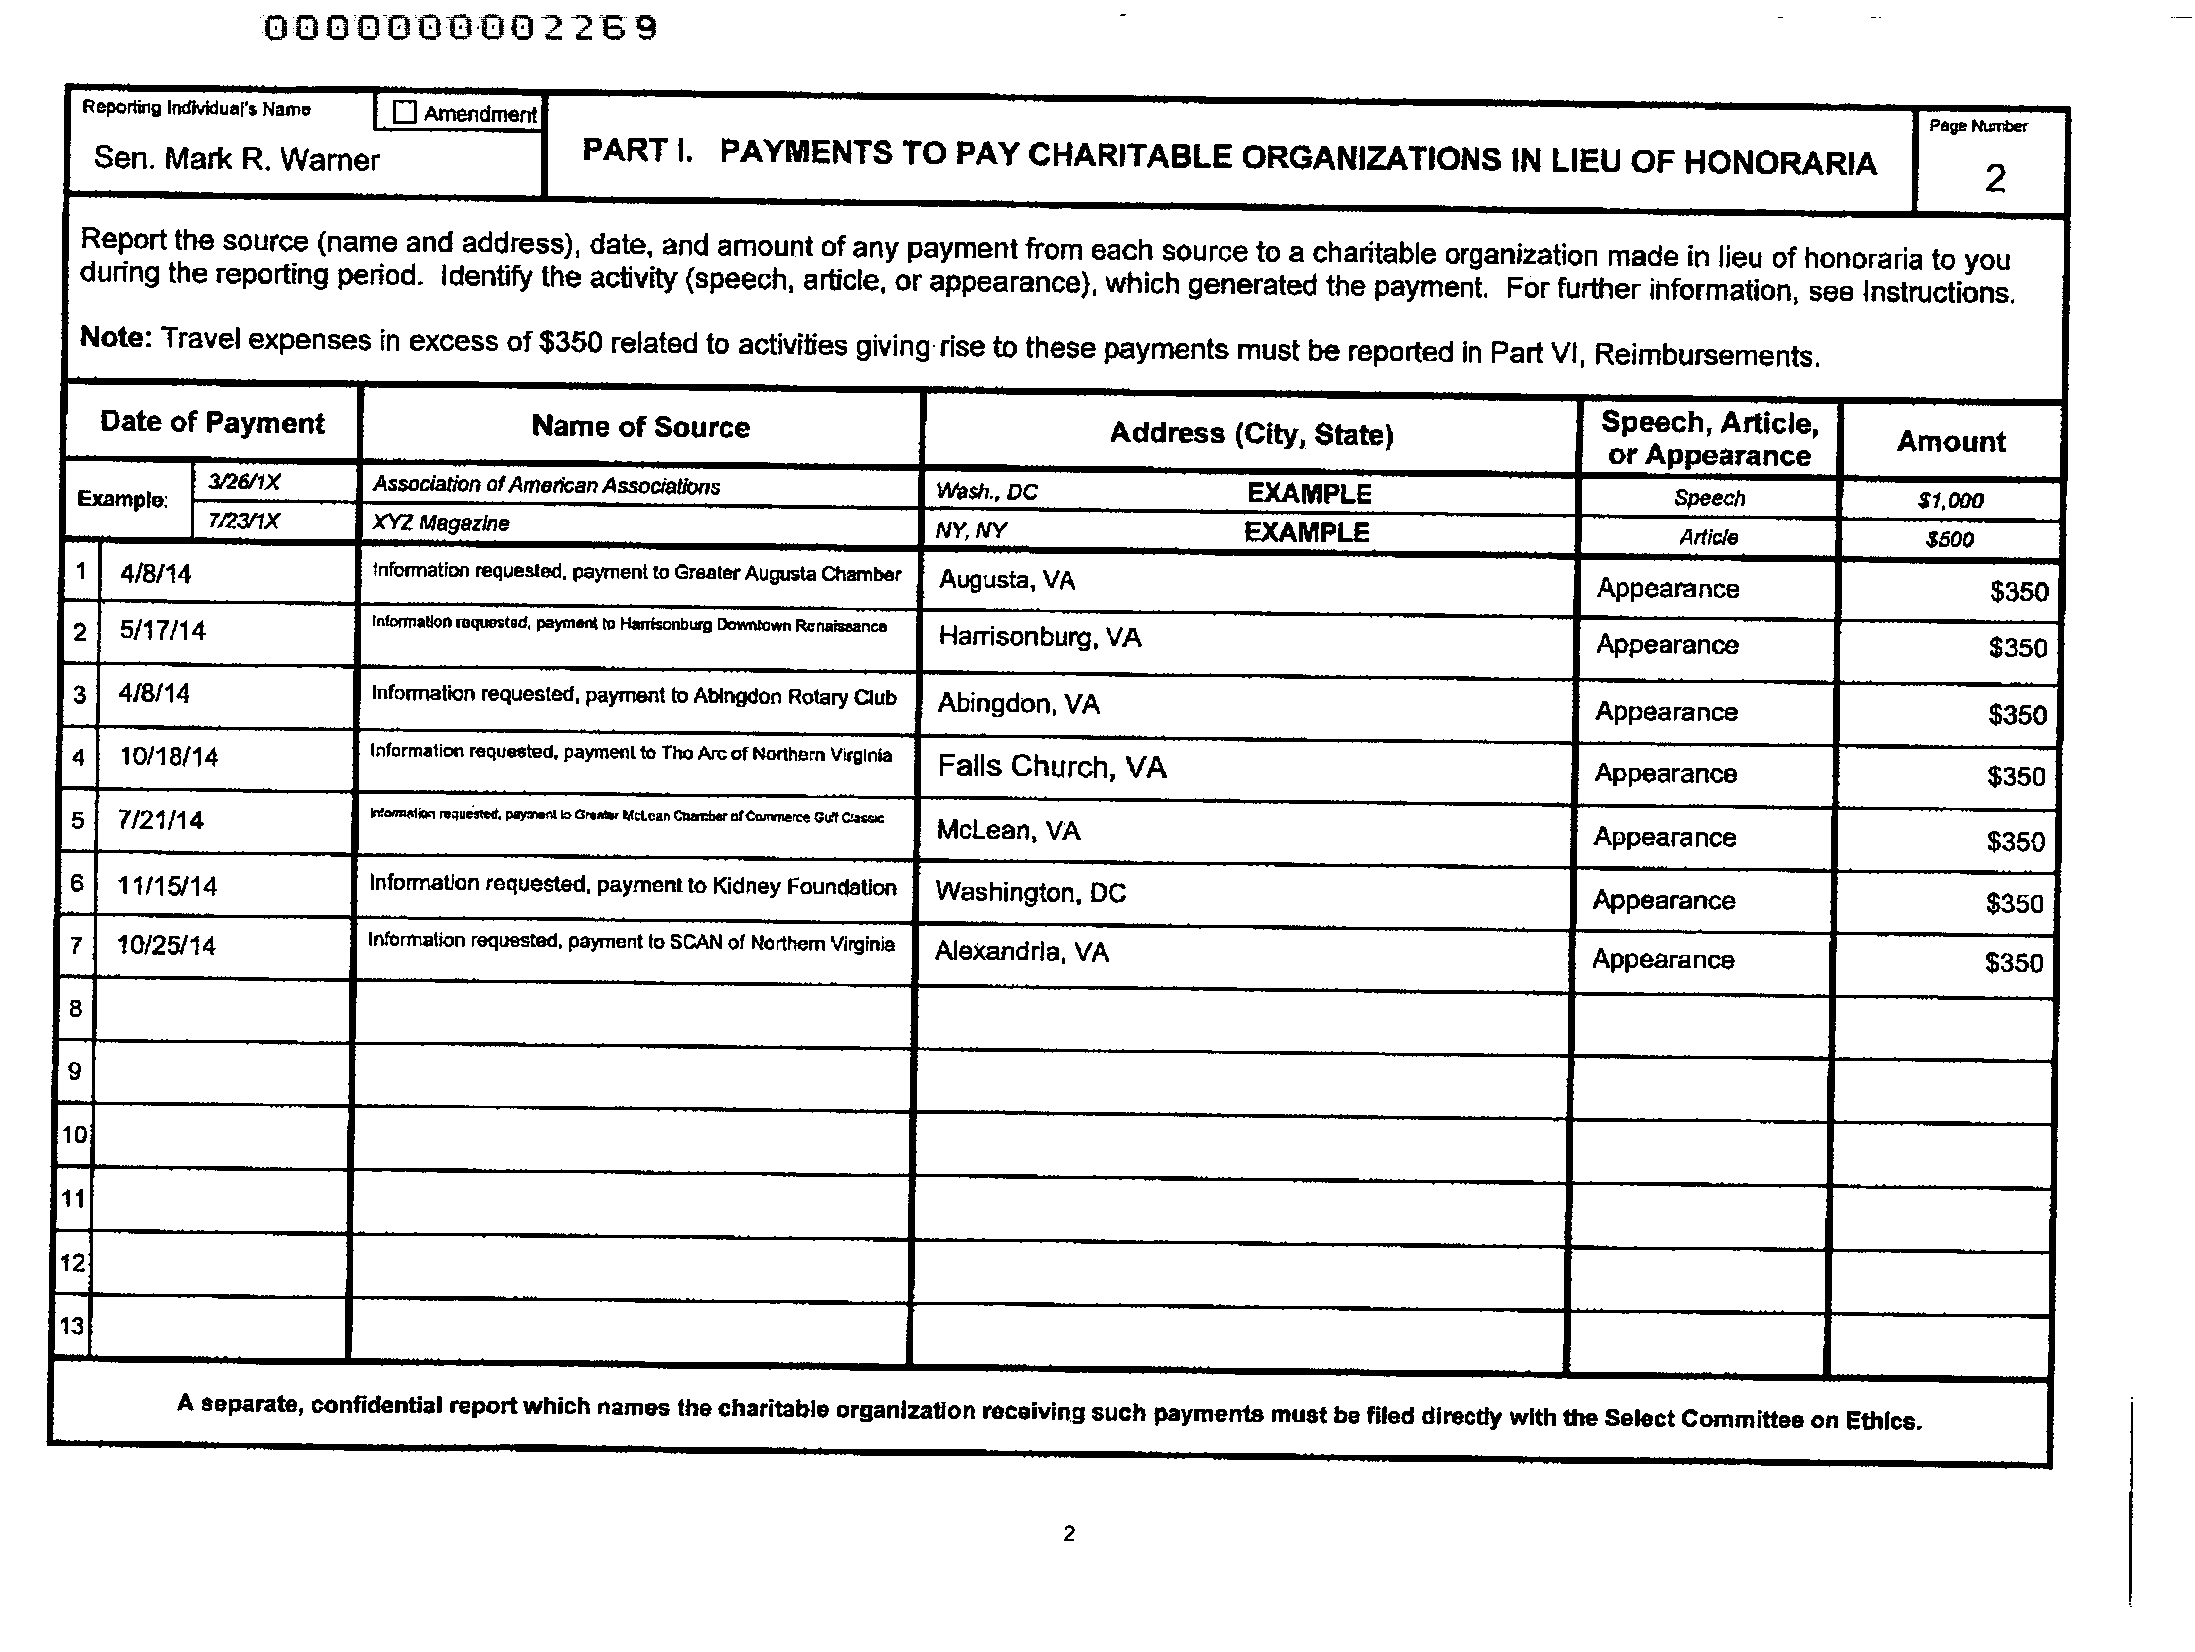 0000000002269
Reporting Individual's Name
☐ Amendment
Sen. Mark R. Warner
PART I. PAYMENTS TO PAY CHARITABLE ORGANIZATIONS IN LIEU OF HONORARIA
Page Number
2
Report the source (name and address), date, and amount of any payment from each source to a charitable organization made in lieu of honoraria to you
during the reporting period. Identify the activity (speech, article, or appearance), which generated the payment. For further information, see Instructions.
Note: Travel expenses in excess of $350 related to activities giving rise to these payments must be reported in Part VI, Reimbursements.
Date of Payment Name of Source Address (City, State) Speech, Article, or Appearance Amount
Example: 3/26/1X Association of American Associations Wash., DC EXAMPLE Speech $1,000
7/23/1X XYZ Magazine NY, NY EXAMPLE Article $500
1 4/8/14 Information requested, payment to Greater Augusta Chamber Augusta, VA Appearance $350
2 5/17/14 Information requested, payment to Harrisonburg Downtown Renaissance Harrisonburg, VA Appearance $350
3 4/8/14 Information requested, payment to Abingdon Rotary Club Abingdon, VA Appearance $350
4 10/18/14 Information requested, payment to The Arc of Northern Virginia Falls Church, VA Appearance $350
5 7/21/14 Information requested, payment to Greater McLean Chamber of Commerce Gulf Classic McLean, VA Appearance $350
6 11/15/14 Information requested, payment to Kidney Foundation Washington, DC Appearance $350
7 10/25/14 Information requested, payment to SCAN of Northern Virginia Alexandria, VA Appearance $350
8
9
10
11
12
13
A separate, confidential report which names the charitable organization receiving such payments must be filed directly with the Select Committee on Ethics.
2